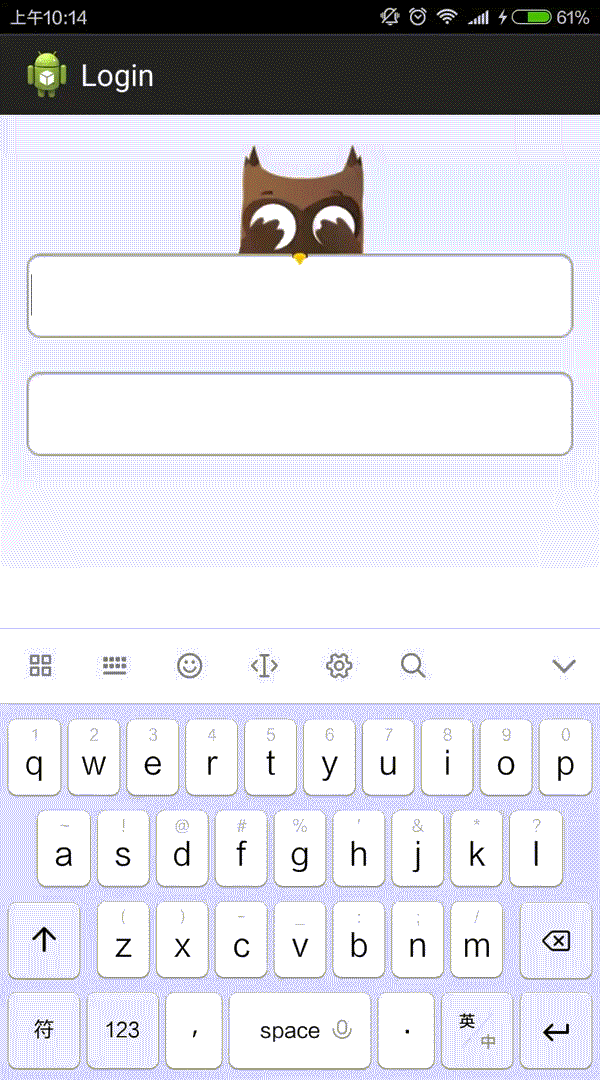 上午10:14 61%
Login
1 2 3 4 5 6 7 8 9 0
q w e r t y u i o p
~ ! @ # % ' & * ?
a s d f g h j k l
( ) - _ : ; /
z x c v b n m
符 123 , space . 英 中